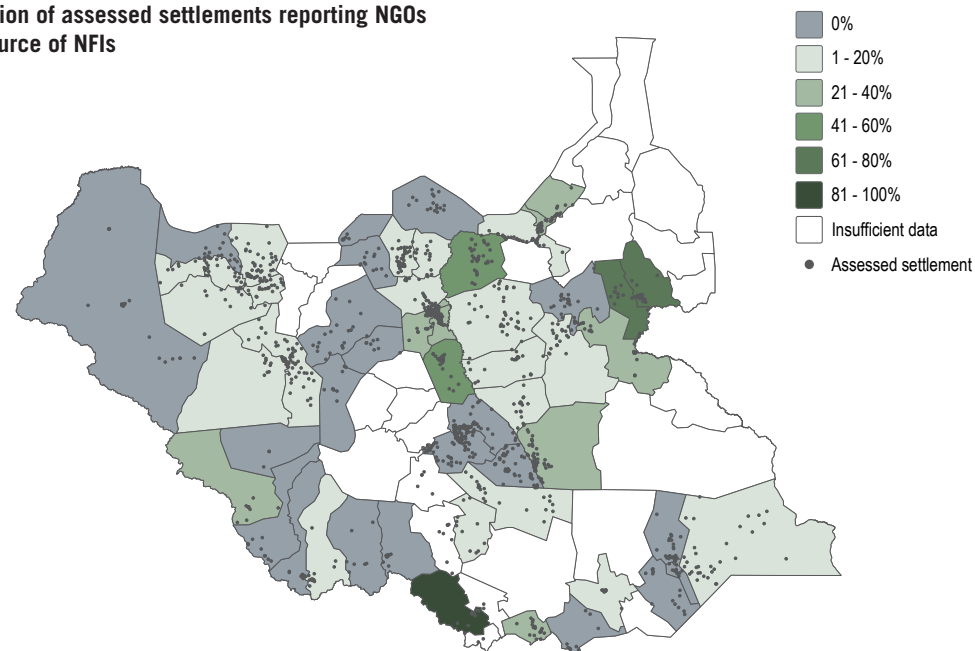 ion of assessed settlements reporting NGOs
urce of NFIs
0%
1 - 20%
21 - 40%
41 - 60%
61 - 80%
81 - 100%
Insufficient data
Assessed settlement